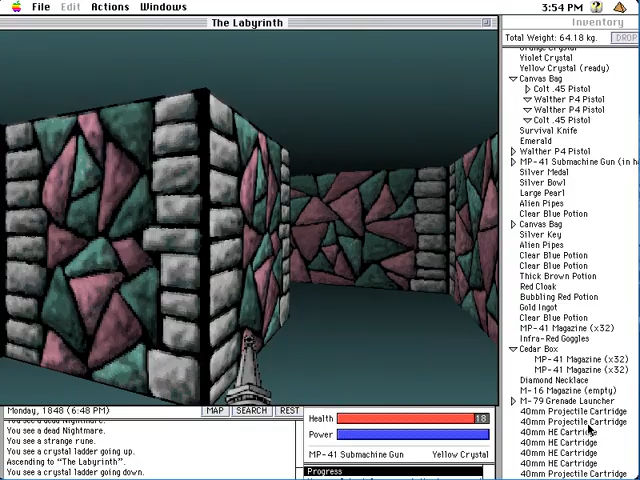 File Edit Actions Windows
3:54 PM
The Labyrinth
Inventory
Total Weight: 64.18 kg.
DROP
Orange Crystal
Violet Crystal
Yellow Crystal (ready)
Canvas Bag
Colt .45 Pistol
Walther P4 Pistol
Walther P4 Pistol
Colt .45 Pistol
Survival Knife
Emerald
Walther P4 Pistol
MP-41 Submachine Gun (in h
Silver Medal
Silver Bowl
Large Pearl
Alien Pipes
Clear Blue Potion
Canvas Bag
Silver Key
Alien Pipes
Clear Blue Potion
Clear Blue Potion
Thick Brown Potion
Red Cloak
Bubbling Red Potion
Gold Ingot
Clear Blue Potion
MP-41 Magazine (x32)
Infra-Red Goggles
Cedar Box
MP-41 Magazine (x32)
MP-41 Magazine (x32)
Diamond Necklace
M-16 Magazine (empty)
M-79 Grenade Launcher
40mm Projectile Cartridge
40mm Projectile Cartridge
40mm HE Cartridge
40mm HE Cartridge
40mm HE Cartridge
40mm HE Cartridge
40mm Projectile Cartridge
Monday, 1848 (6:48 PM)
MAP SEARCH REST
You see a dead Nightmare.
You see a dead Nightmare.
You see a strange rune.
You see a crystal ladder going up.
Ascending to “The Labyrinth”.
You see a crystal ladder going down.
Health 18
Power
MP-41 Submachine Gun Yellow Crystal
Progress